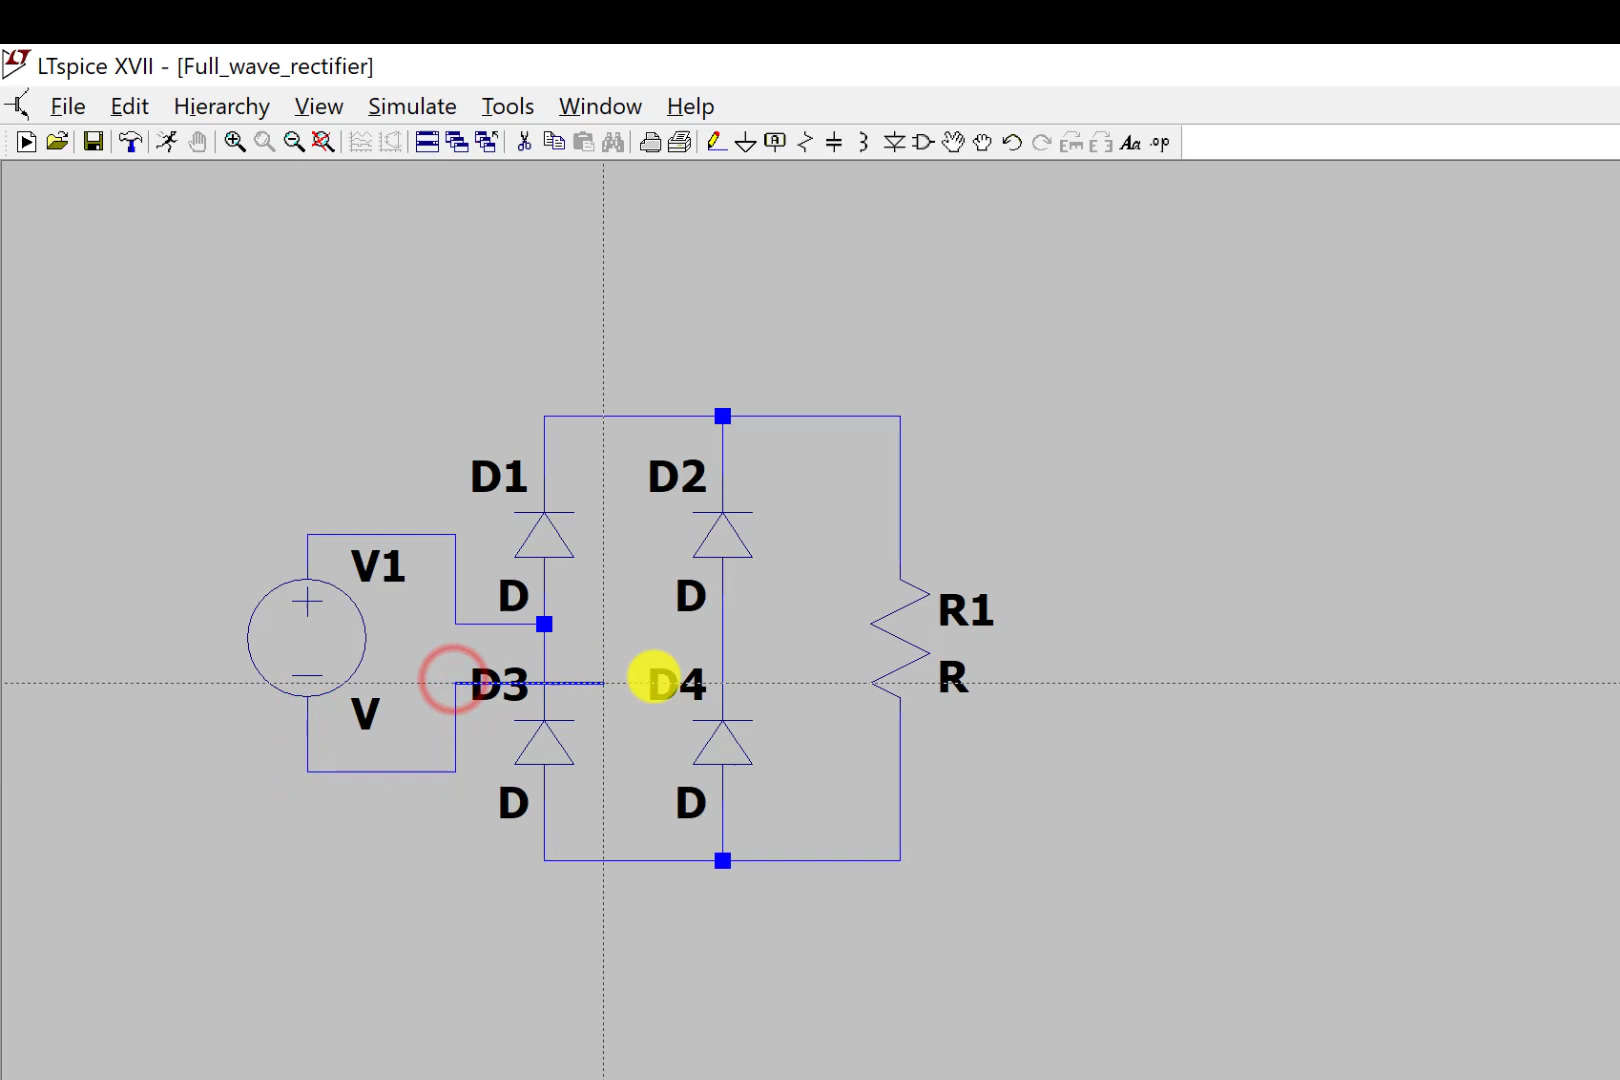 LTspice XVII - [Full_wave_rectifier]
File Edit Hierarchy View Simulate Tools Window Help
Aa .op
D1 D2
V1
D D
R1
D3 D4 R
V
D D